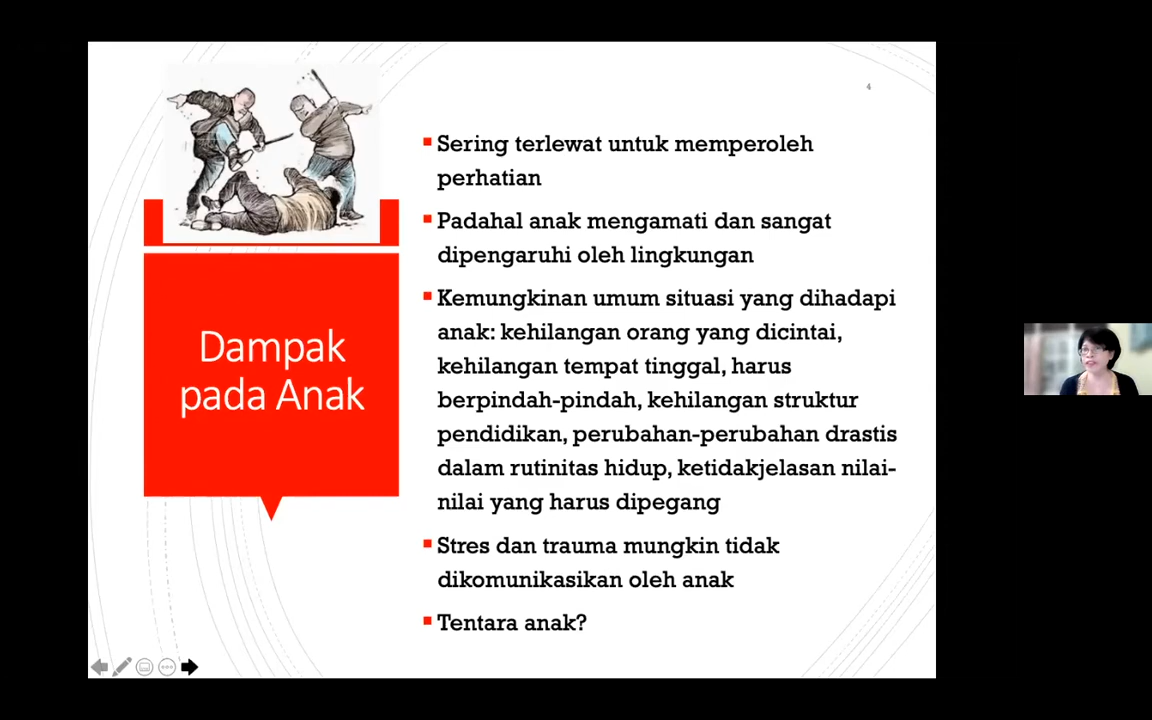 4
Dampak
pada Anak
Sering terlewat untuk memperoleh
perhatian
Padahal anak mengamati dan sangat
dipengaruhi oleh lingkungan
Kemungkinan umum situasi yang dihadapi
anak: kehilangan orang yang dicintai,
kehilangan tempat tinggal, harus
berpindah-pindah, kehilangan struktur
pendidikan, perubahan-perubahan drastis
dalam rutinitas hidup, ketidakjelasan nilai-
nilai yang harus dipegang
Stres dan trauma mungkin tidak
dikomunikasikan oleh anak
Tentara anak?